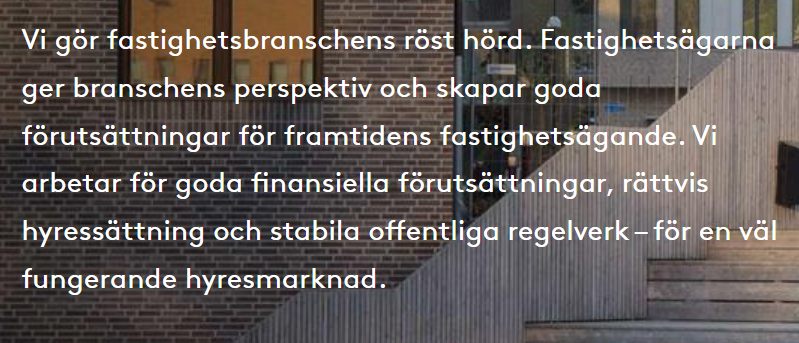 Vi gör fastighetsbranschens röst hörd. Fastighetsägarna
ger branschens perspektiv och skapar goda
förutsättningar för framtidens fastighetsägande. Vi
arbetar för goda finansiella förutsättningar, rättvis
hyressättning och stabila offentliga regelverk – för en väl
fungerande hyresmarknad.